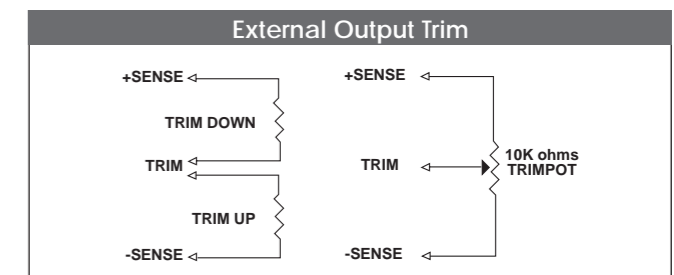 External Output Trim
+SENSE
TRIM DOWN
TRIM
TRIM UP
-SENSE
+SENSE
TRIM
10K ohms
TRIMPOT
-SENSE